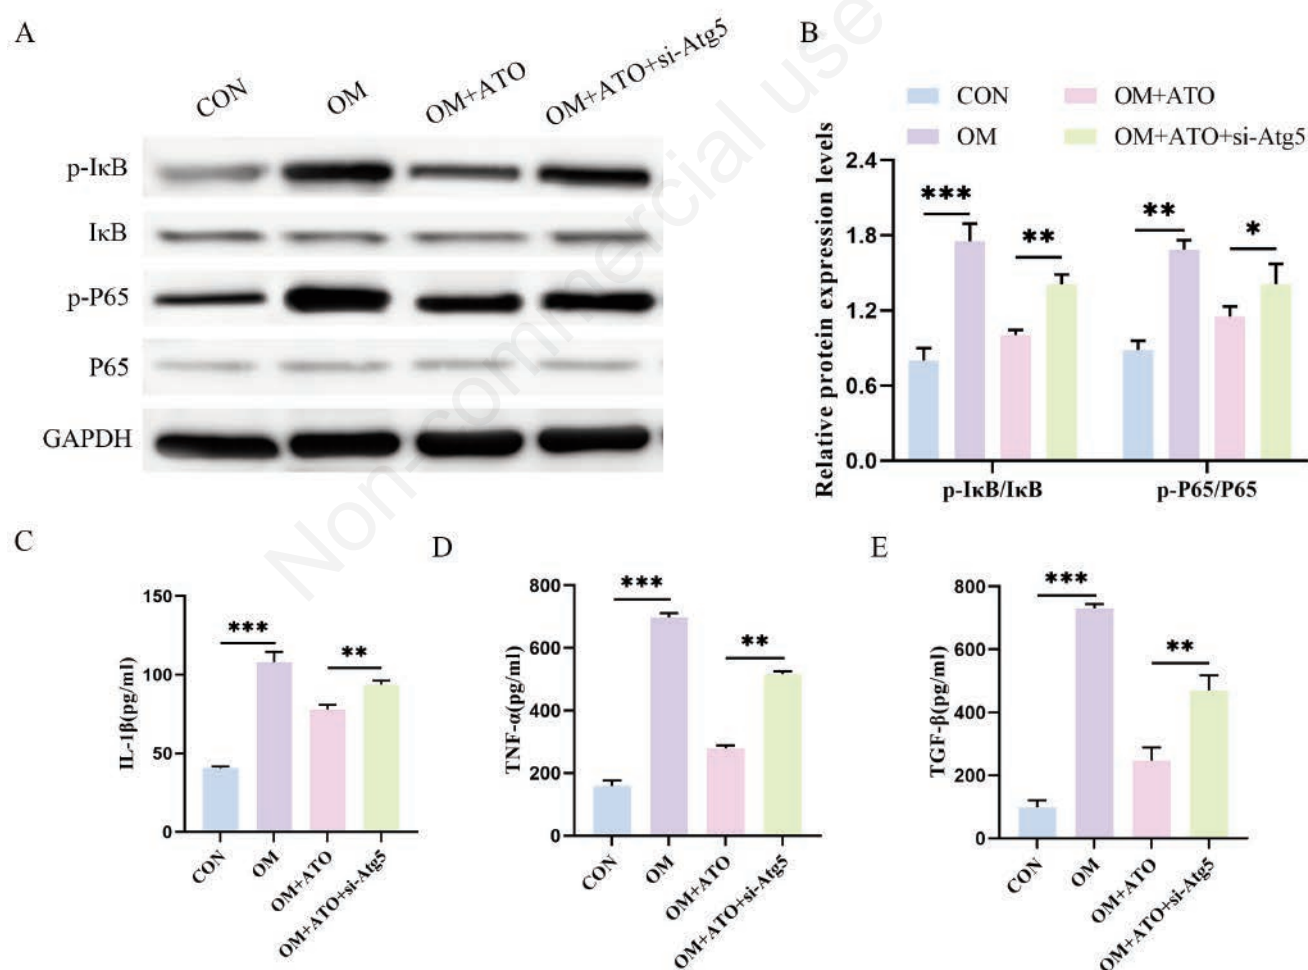 A
CON
OM
OM+ATO
OM+ATO+si-Atg5
p-IκB
IκB
p-P65
P65
GAPDH
Non-commercial use
B
CON
OM+ATO
OM
OM+ATO+si-Atg5
Relative protein expression levels
2.4
1.8
1.2
0.6
0.0
***
**
**
*
p-IκB/IκB
p-P65/P65
C
IL-1β(pg/ml)
150
100
50
0
***
**
CON
OM
OM+ATO
OM+ATO+si-Atg5
D
TNF-α(pg/ml)
800
600
400
200
0
***
**
CON
OM
OM+ATO
OM+ATO+si-Atg5
E
TGF-β(pg/ml)
800
600
400
200
0
***
**
CON
OM
OM+ATO
OM+ATO+si-Atg5